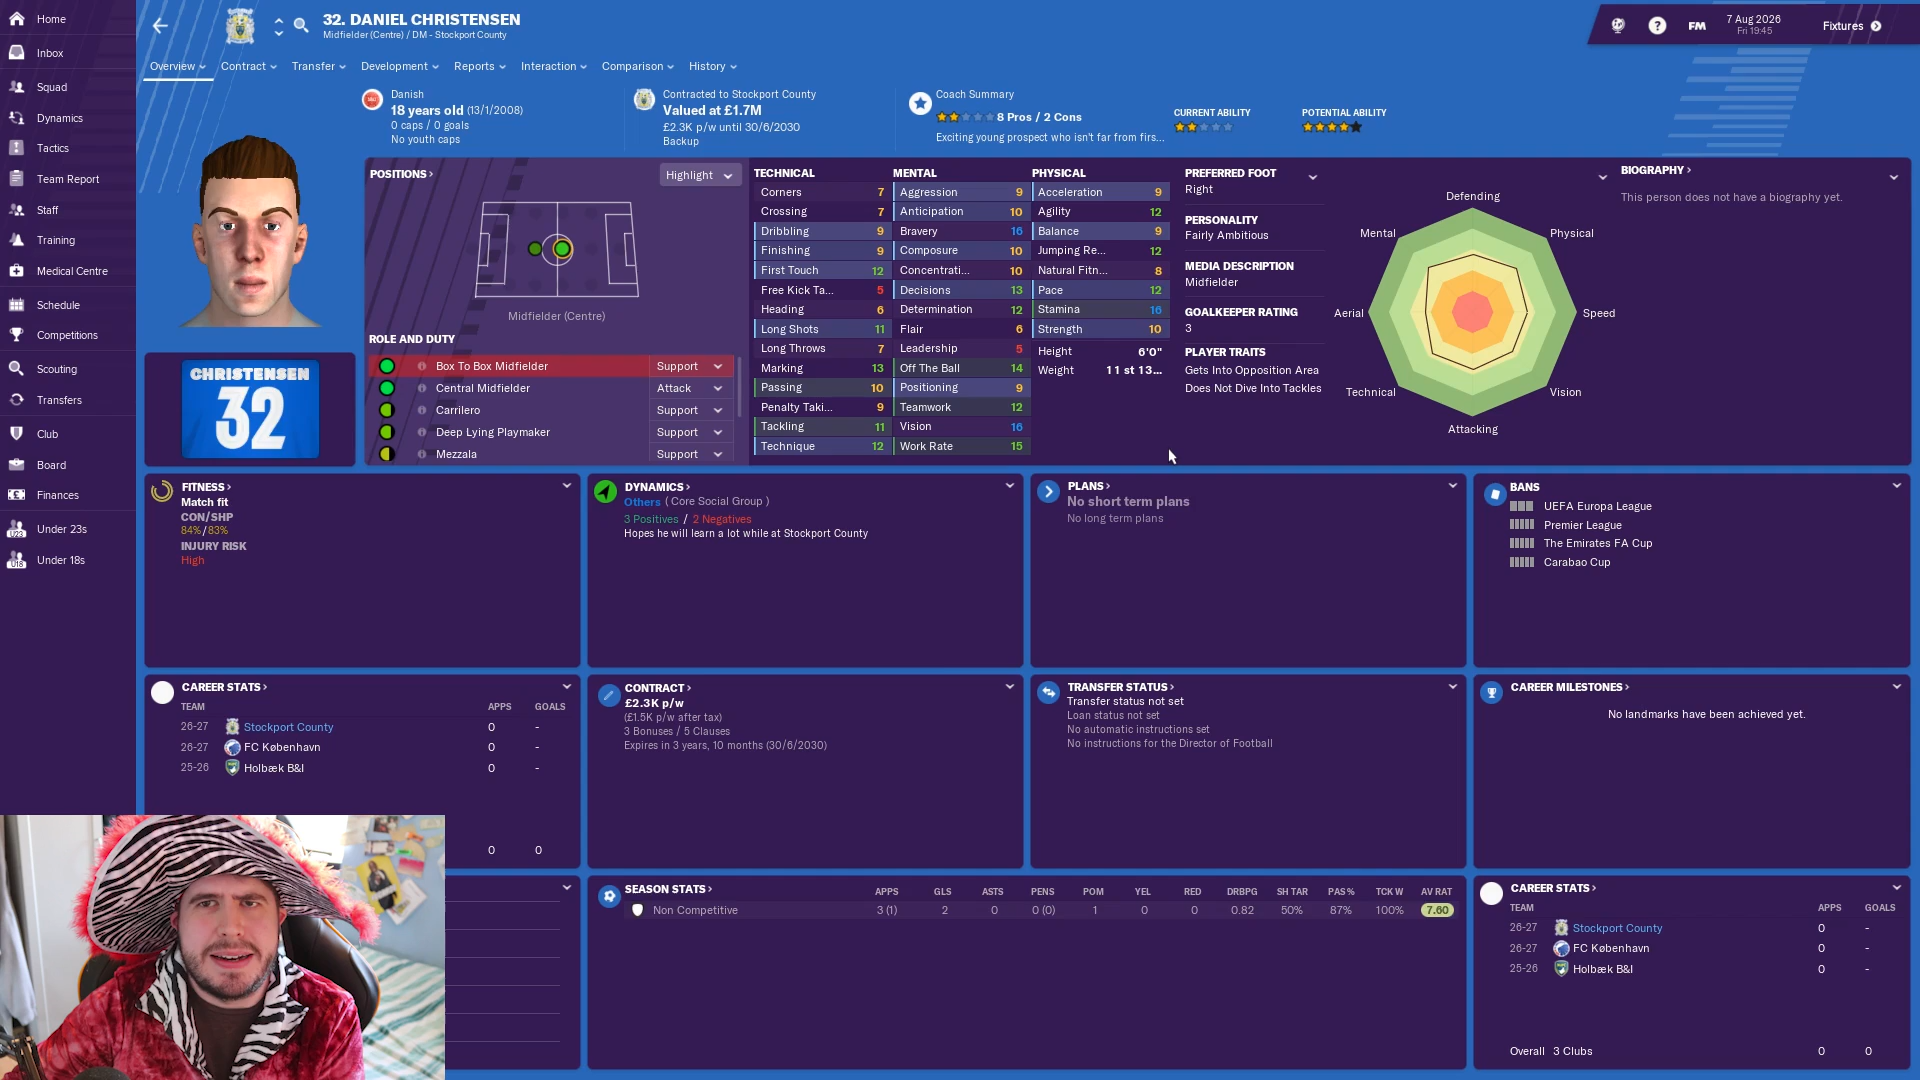 Home
Inbox
Squad
Dynamics
Tactics
Team Report
Staff
Training
Medical Centre
Schedule
Competitions
Scouting
Transfers
Club
Board
Finances
Under 23s
Under 18s
32. DANIEL CHRISTENSEN
Midfielder (Centre) / DM - Stockport County
FM
7 Aug 2026
Fri 19:45
Fixtures
Overview
Contract
Transfer
Development
Reports
Interaction
Comparison
History
Danish
18 years old (13/1/2008)
0 caps / 0 goals
No youth caps
Contracted to Stockport County
Valued at £1.7M
£2.3K p/w until 30/6/2030
Backup
Coach Summary
8 Pros / 2 Cons
Exciting young prospect who isn't far from firs...
CURRENT ABILITY
POTENTIAL ABILITY
CHRISTENSEN
32
POSITIONS >
Highlight
Midfielder (Centre)
ROLE AND DUTY
Box To Box Midfielder Support
Central Midfielder Attack
Carrilero Support
Deep Lying Playmaker Support
Mezzala Support
TECHNICAL
Corners 7
Crossing 7
Dribbling 9
Finishing 9
First Touch 12
Free Kick Ta... 5
Heading 6
Long Shots 11
Long Throws 7
Marking 13
Passing 10
Penalty Taki... 9
Tackling 11
Technique 12
MENTAL
Aggression 9
Anticipation 10
Bravery 16
Composure 10
Concentrati... 10
Decisions 13
Determination 12
Flair 6
Leadership 5
Off The Ball 14
Positioning 9
Teamwork 12
Vision 16
Work Rate 15
PHYSICAL
Acceleration 9
Agility 12
Balance 9
Jumping Re... 12
Natural Fitn... 8
Pace 12
Stamina 16
Strength 10
Height 6'0"
Weight 11 st 13...
PREFERRED FOOT
Right
PERSONALITY
Fairly Ambitious
MEDIA DESCRIPTION
Midfielder
GOALKEEPER RATING
3
PLAYER TRAITS
Gets Into Opposition Area
Does Not Dive Into Tackles
Defending
Physical
Speed
Vision
Attacking
Technical
Aerial
Mental
BIOGRAPHY >
This person does not have a biography yet.
FITNESS >
Match fit
CON/SHP
84% / 83%
INJURY RISK
High
DYNAMICS >
Others ( Core Social Group )
3 Positives / 2 Negatives
Hopes he will learn a lot while at Stockport County
PLANS >
No short term plans
No long term plans
BANS
UEFA Europa League
Premier League
The Emirates FA Cup
Carabao Cup
CAREER STATS >
TEAM APPS GOALS
26-27 Stockport County 0 -
26-27 FC København 0 -
25-26 Holbæk B&I 0 -
0 0
CONTRACT >
£2.3K p/w
(£1.5K p/w after tax)
3 Bonuses / 5 Clauses
Expires in 3 years, 10 months (30/6/2030)
TRANSFER STATUS >
Transfer status not set
Loan status not set
No automatic instructions set
No instructions for the Director of Football
CAREER MILESTONES >
No landmarks have been achieved yet.
SEASON STATS > APPS GLS ASTS PENS POM YEL RED DRBPG SH TAR PAS % TCK W AV RAT
Non Competitive 3 (1) 2 0 0 (0) 1 0 0 0.82 50% 87% 100% 7.60
CAREER STATS >
TEAM APPS GOALS
26-27 Stockport County 0 -
26-27 FC København 0 -
25-26 Holbæk B&I 0 -
Overall 3 Clubs 0 0